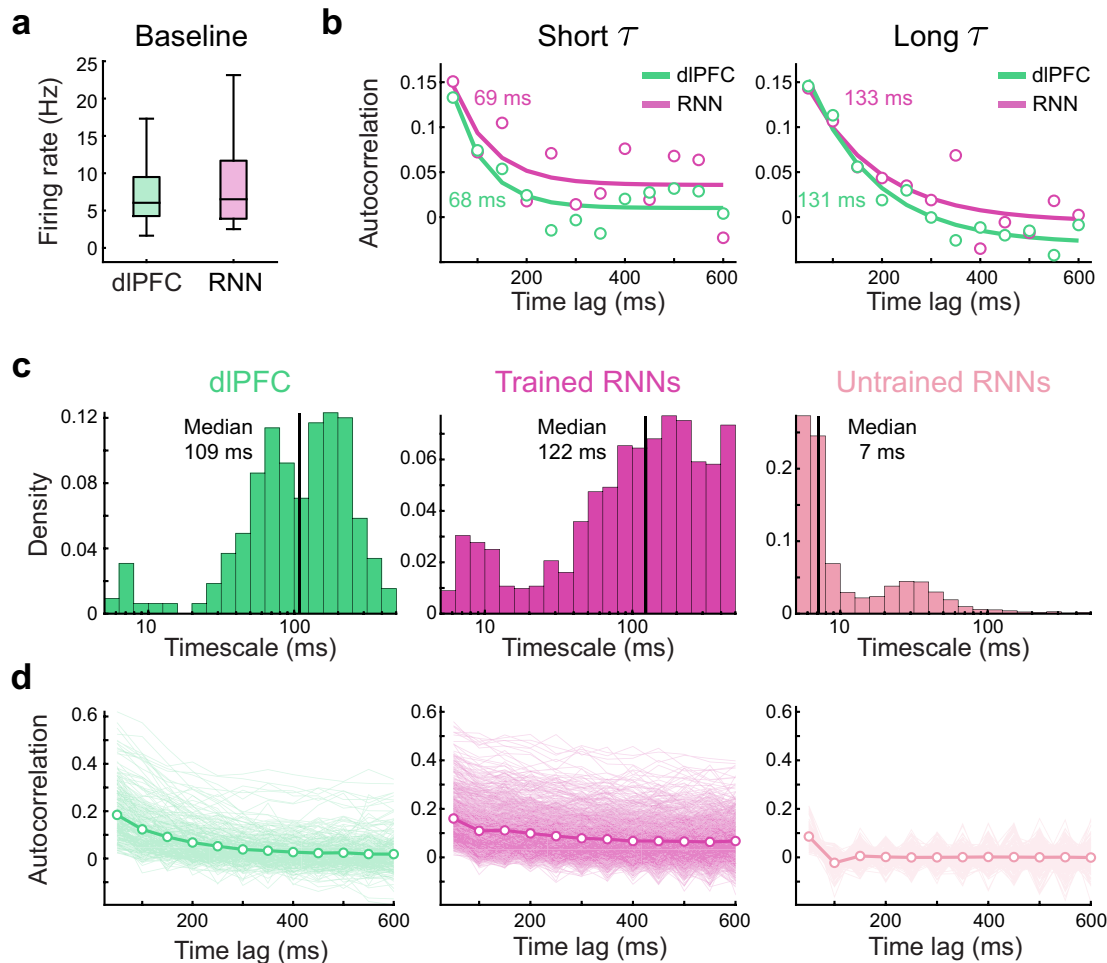 a
Baseline
Firing rate (Hz)
25
20
15
10
5
0
dlPFC
RNN
b
Short τ
Autocorrelation
0.15
0.1
0.05
0
69 ms
68 ms
dlPFC
RNN
200
400
600
Time lag (ms)
Long τ
0.15
0.1
0.05
0
133 ms
131 ms
dlPFC
RNN
200
400
600
Time lag (ms)
c
dlPFC
Density
0.12
0.08
0.04
0
Median
109 ms
10
100
Timescale (ms)
Trained RNNs
0.06
0.04
0.02
0
Median
122 ms
10
100
Timescale (ms)
Untrained RNNs
0.2
0.1
0
Median
7 ms
10
100
Timescale (ms)
d
Autocorrelation
0.6
0.4
0.2
0
200
400
600
Time lag (ms)
0.6
0.4
0.2
0
200
400
600
Time lag (ms)
0.6
0.4
0.2
0
200
400
600
Time lag (ms)